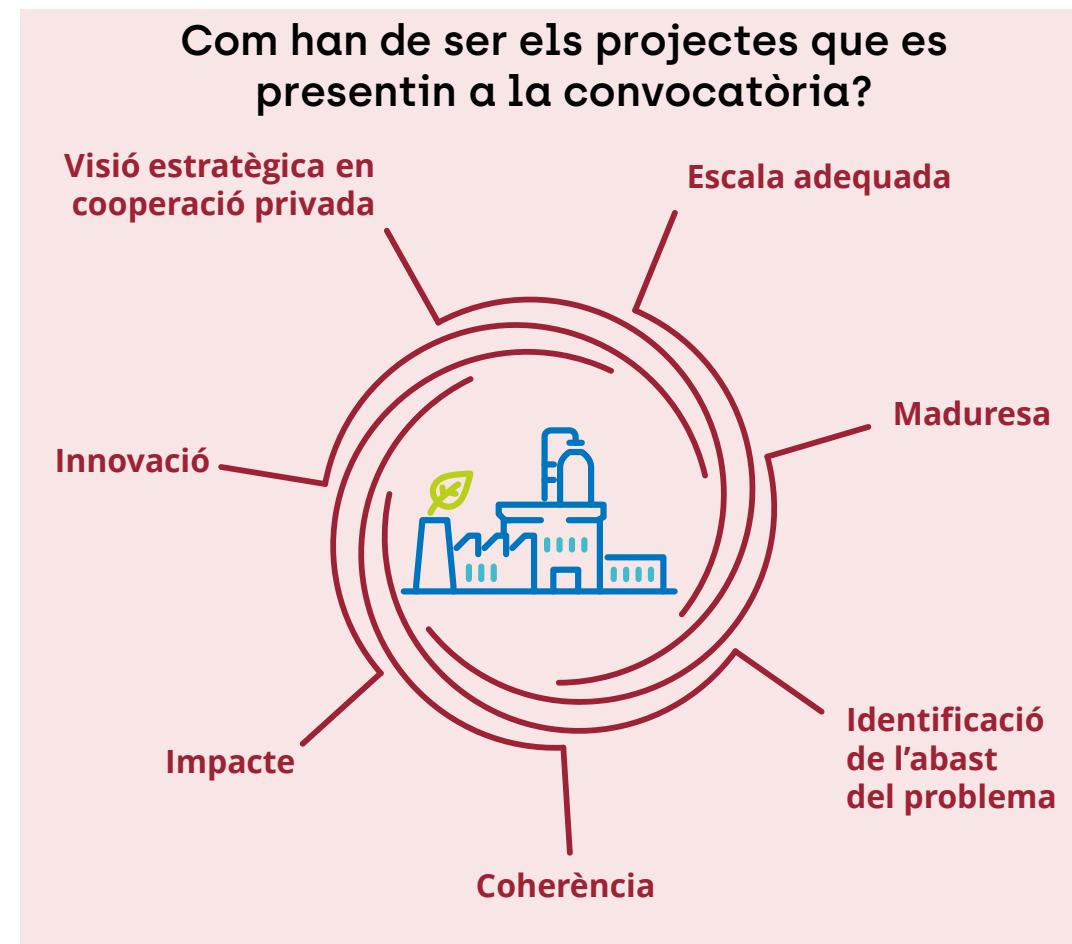 Com han de ser els projectes que es
presentin a la convocatòria?
Visió estratègica en
cooperació privada
Escala adequada
Maduresa
Identificació
de l’abast
del problema
Coherència
Impacte
Innovació